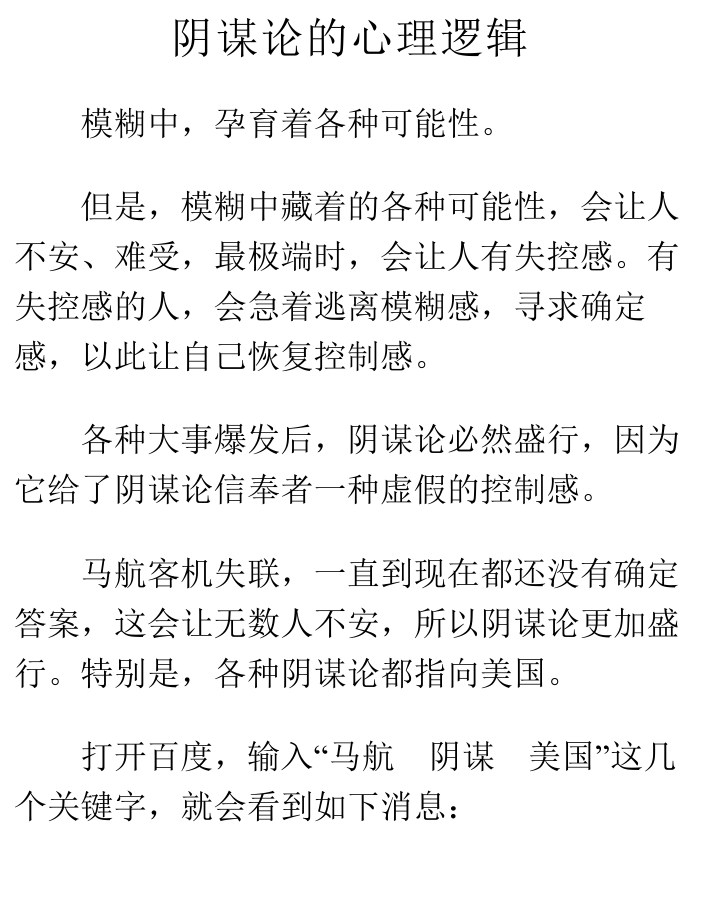 阴谋论的心理逻辑
模糊中，孕育着各种可能性。
但是，模糊中藏着的各种可能性，会让人
不安、难受，最极端时，会让人有失控感。有
失控感的人，会急着逃离模糊感，寻求确定
感，以此让自己恢复控制感。
各种大事爆发后，阴谋论必然盛行，因为
它给了阴谋论信奉者一种虚假的控制感。
马航客机失联，一直到现在都还没有确定
答案，这会让无数人不安，所以阴谋论更加盛
行。特别是，各种阴谋论都指向美国。
打开百度，输入“马航　阴谋　美国”这几
个关键字，就会看到如下消息：